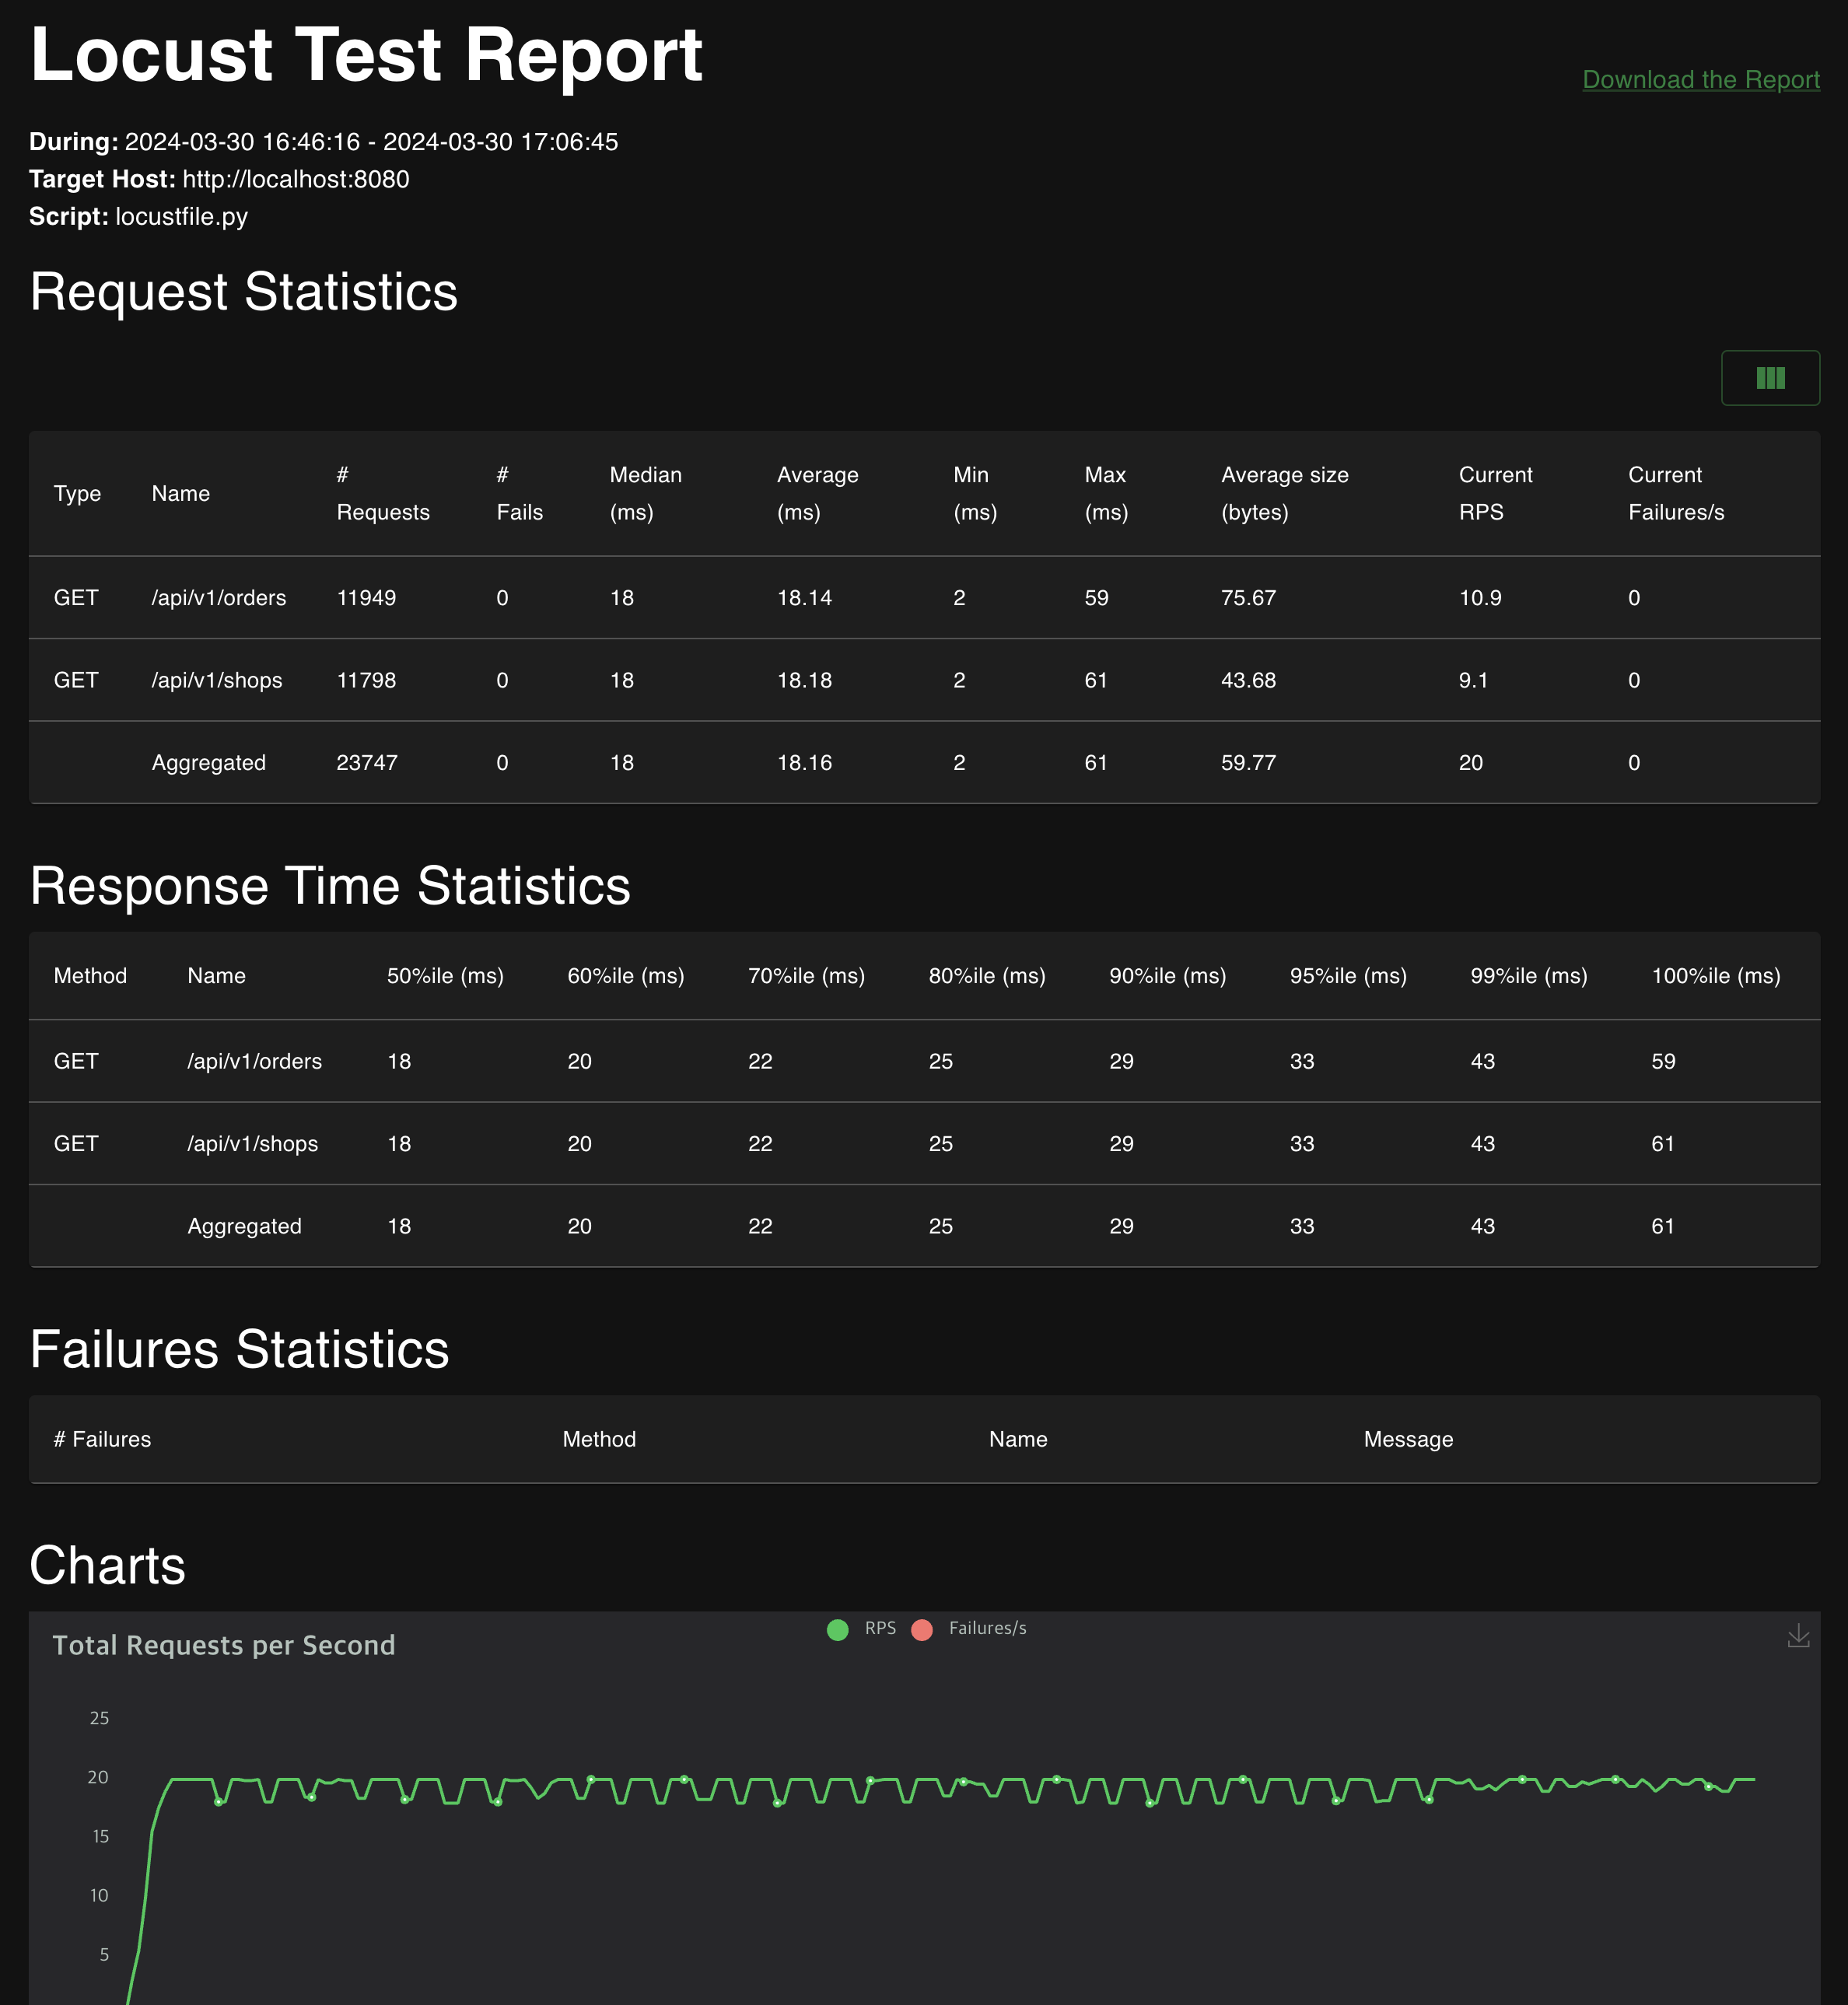 Locust Test Report
Download the Report
During: 2024-03-30 16:46:16 - 2024-03-30 17:06:45
Target Host: http://localhost:8080
Script: locustfile.py
Request Statistics
Type Name # Requests # Fails Median (ms) Average (ms) Min (ms) Max (ms) Average size (bytes) Current RPS Current Failures/s
GET /api/v1/orders 11949 0 18 18.14 2 59 75.67 10.9 0
GET /api/v1/shops 11798 0 18 18.18 2 61 43.68 9.1 0
Aggregated 23747 0 18 18.16 2 61 59.77 20 0
Response Time Statistics
Method Name 50%ile (ms) 60%ile (ms) 70%ile (ms) 80%ile (ms) 90%ile (ms) 95%ile (ms) 99%ile (ms) 100%ile (ms)
GET /api/v1/orders 18 20 22 25 29 33 43 59
GET /api/v1/shops 18 20 22 25 29 33 43 61
Aggregated 18 20 22 25 29 33 43 61
Failures Statistics
# Failures Method Name Message
Charts
Total Requests per Second
RPS Failures/s
25
20
15
10
5